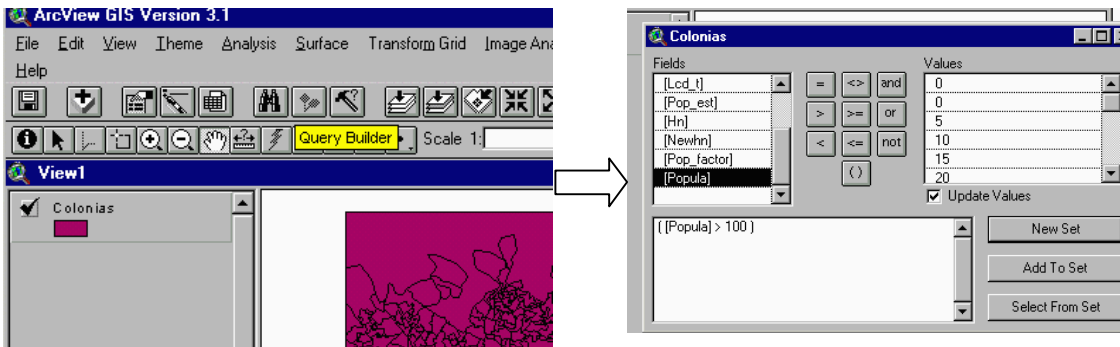 ArcView GIS Version 3.1
File Edit View Theme Analysis Surface Transform Grid Image Ana
Help
Query Builder
Scale 1:
View1
Colonias
Colonias
Fields
Values
[Lcd_t]
[Pop_est]
[Hn]
[Newhn]
[Pop_factor]
[Popula]
= <> and
> >= or
< <= not
( )
0
0
5
10
15
20
Update Values
( [Popula] > 100 )
New Set
Add To Set
Select From Set